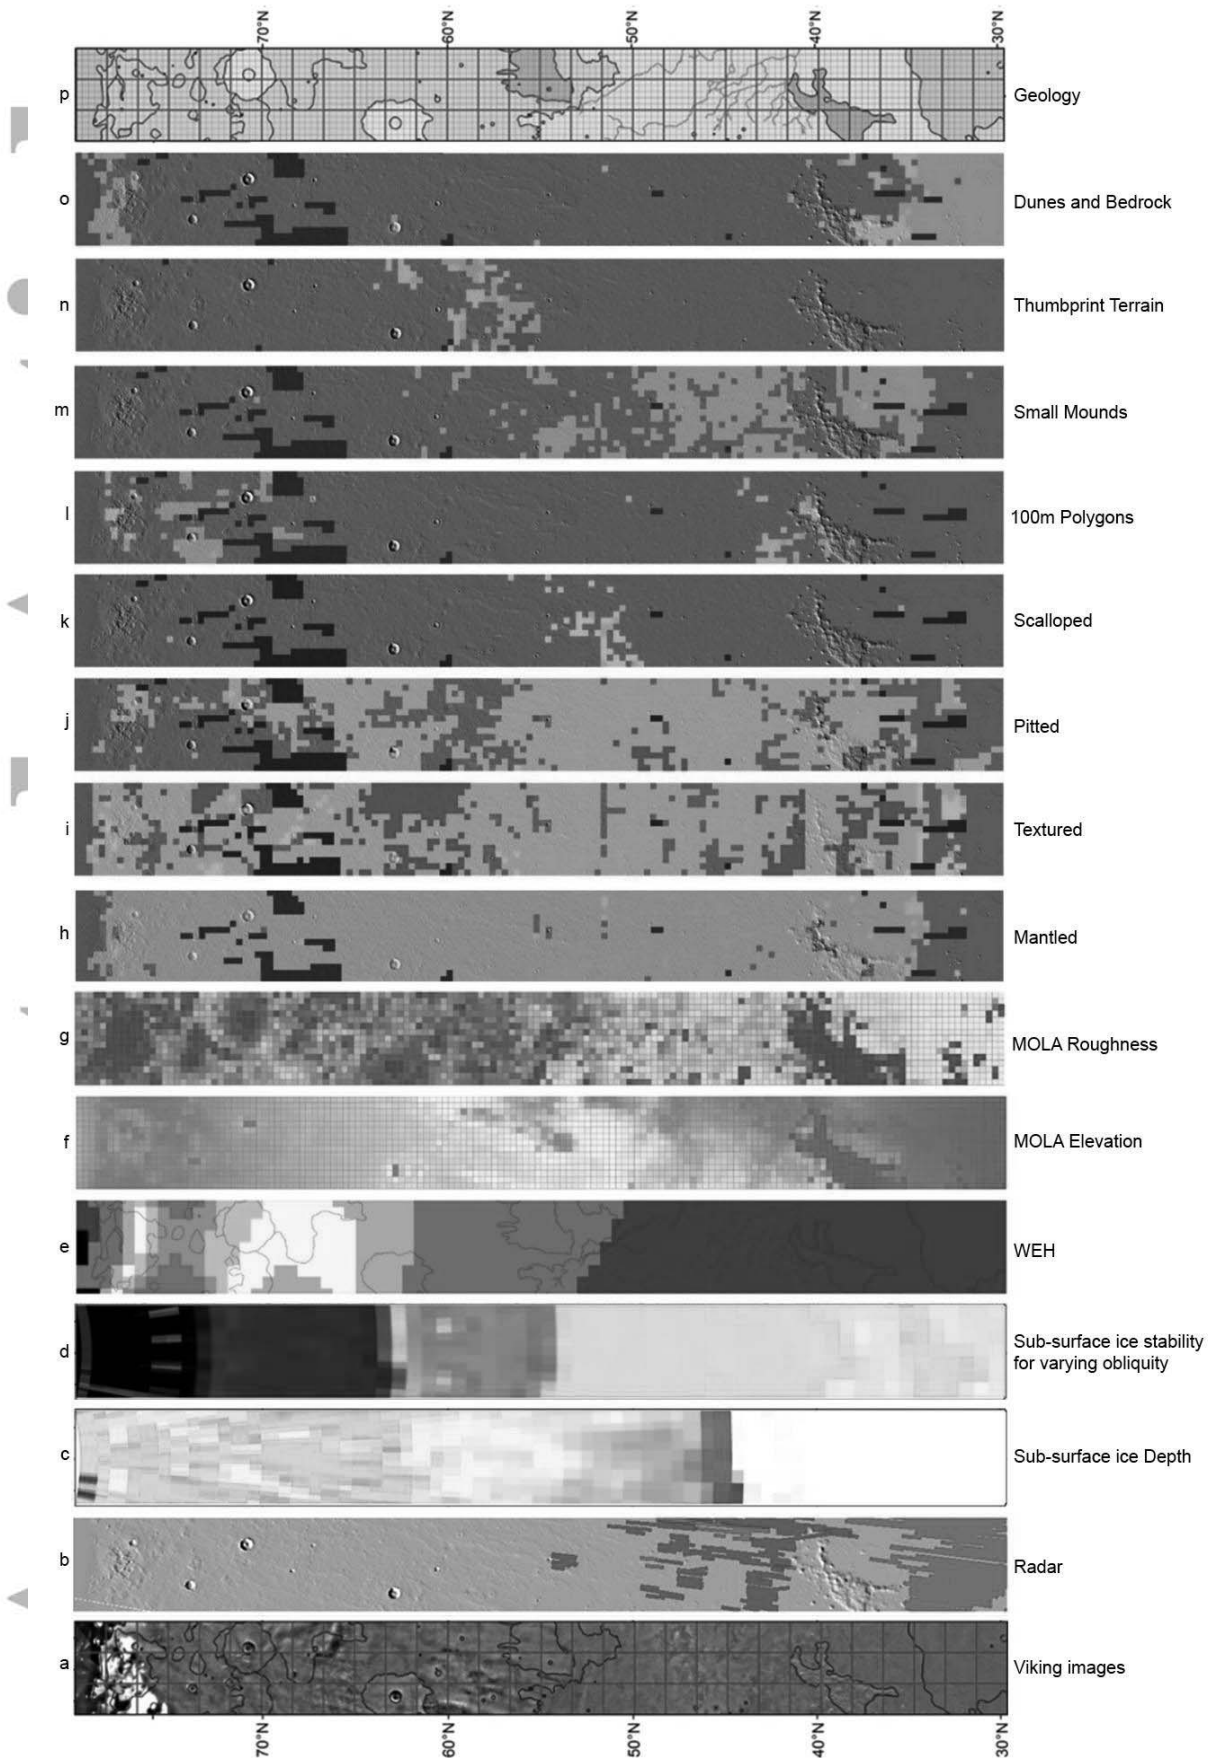 70°N
60°N
50°N
40°N
30°N
p
Geology
o
Dunes and Bedrock
n
Thumbprint Terrain
m
Small Mounds
l
100m Polygons
k
Scalloped
j
Pitted
i
Textured
h
Mantled
g
MOLA Roughness
f
MOLA Elevation
e
WEH
d
Sub-surface ice stability
for varying obliquity
c
Sub-surface ice Depth
b
Radar
a
Viking images
70°N
60°N
50°N
40°N
30°N